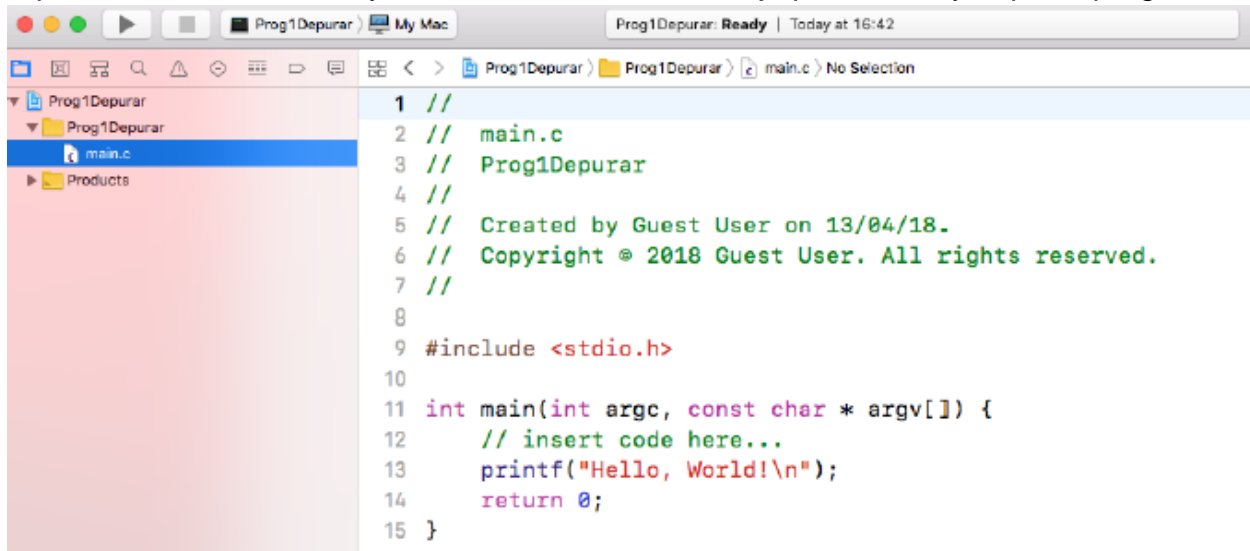 Prog1Depurar My Mac Prog1Depurar: Ready | Today at 16:42
Prog1Depurar Prog1Depurar main.c No Selection
Prog1Depurar
Prog1Depurar
main.c
Products
1 //
2 // main.c
3 // Prog1Depurar
4 //
5 // Created by Guest User on 13/04/18.
6 // Copyright © 2018 Guest User. All rights reserved.
7 //
8
9 #include <stdio.h>
10
11 int main(int argc, const char * argv[]) {
12 // insert code here...
13 printf("Hello, World!\n");
14 return 0;
15 }